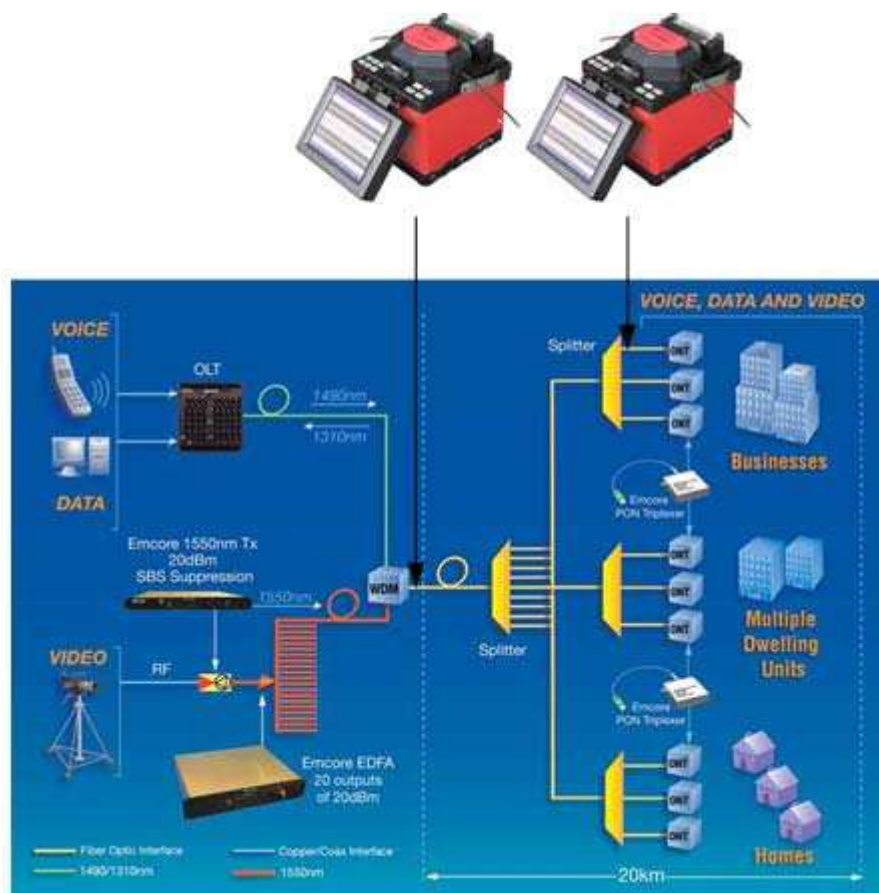 VOICE, DATA AND VIDEO
VOICE
OLT
Splitter
ONT
1490nm
1310nm
ONT
ONT
Businesses
DATA
Emcore
PON Triplexer
Emcore 1550nm Tx
20dBm
SBS Suppression
ONT
1550nm
WDM
ONT
ONT
Multiple
Dwelling
Units
VIDEO
RF
Splitter
Emcore
PON Triplexer
Emcore EDFA
20 outputs
of 20dBm
ONT
ONT
ONT
Homes
Fiber Optic Interface
Copper/Coax Interface
1490/1310nm
1550nm
20km